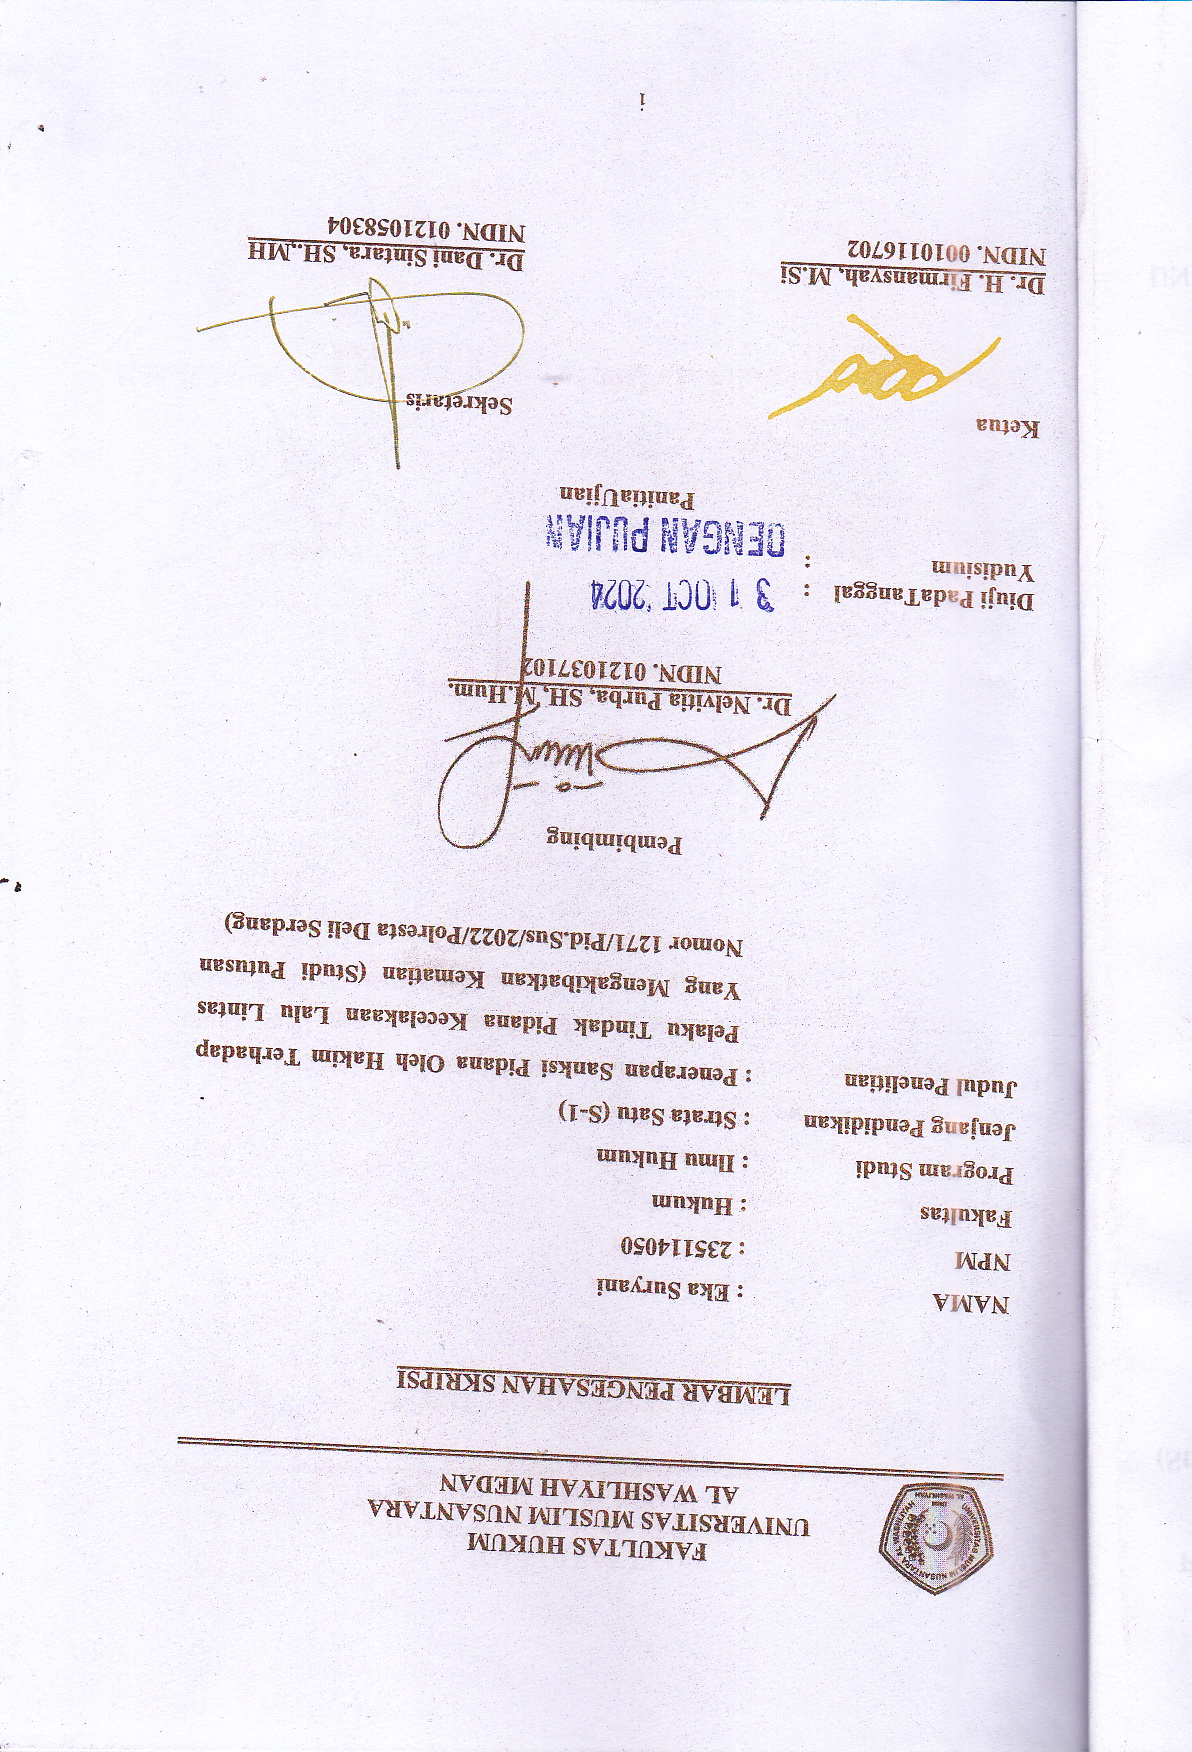 FAKULTAS HUKUM
UNIVERSITAS MUSLIM NUSANTARA
AL WASHLIYAH MEDAN
LEMBAR PENGESAHAN SKRIPSI
NAMA : Eka Suryani
NPM : 235114050
Fakultas : Hukum
Program Studi : Ilmu Hukum
Jenjang Pendidikan : Strata Satu (S-1)
Judul Penelitian : Penerapan Sanksi Pidana Oleh Hakim Terhadap
Pelaku Tindak Pidana Kecelakaan Lalu Lintas
Yang Mengakibatkan Kematian (Studi Putusan
Nomor 1271/Pid.Sus/2022/Polresta Deli Serdang)
Pembimbing
Dr. Nelvitia Purba, SH, M.Hum.
NIDN. 0121037102
Diuji PadaTanggal : 31 OCT 2024
Yudisium : DENGAN PUJIAN
PanitiaUjian
Ketua
Sekretaris
Dr. H. Firmansyah, M.Si
NIDN. 0010116702
Dr. Dani Sintara, SH.,MH
NIDN. 0121058304
i